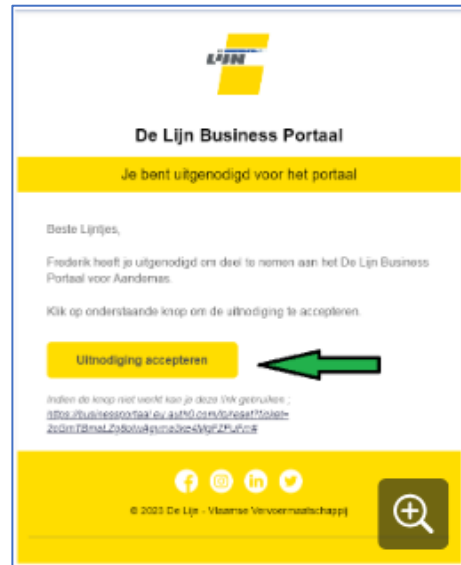 LIJN
De Lijn Business Portaal
Je bent uitgenodigd voor het portaal
Beste Lijntjes,
Frederik heeft je uitgenodigd om deel te nemen aan het De Lijn Business
Portaal voor Aandemas.
Klik op onderstaande knop om de uitnodiging te accepteren.
Uitnodiging accepteren
Indien de knop niet werkt kan je deze link gebruiken ;
© 2023 De Lijn - Vlaamse Vervoermaatschappij